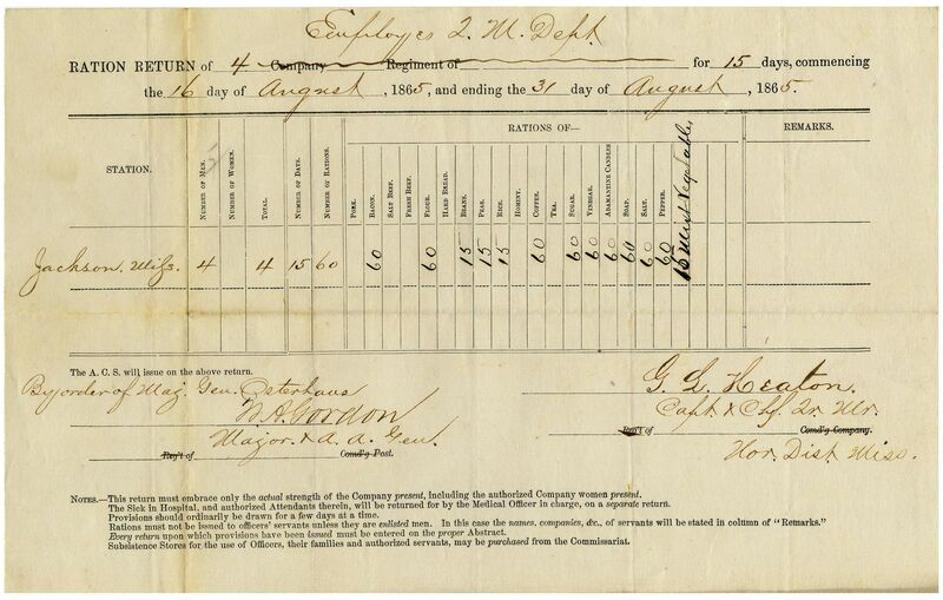 Employes Q. M. Dept.
RATION RETURN of 4 Company Regiment of for 15 days, commencing
the 16 day of August, 1865, and ending the 31 day of August, 1865.
RATIONS OF—
REMARKS.
STATION.
NUMBER OF MEN.
NUMBER OF WOMEN.
TOTAL.
NUMBER OF DAYS.
NUMBER OF RATIONS.
PORK.
BACON.
SALT BEEF.
FRESH BEEF.
FLOUR.
HARD BREAD.
BEANS.
PEAS.
RICE.
HOMINY.
COFFEE.
TEA.
SUGAR.
VINEGAR.
ADAMANTINE CANDLES
SOAP.
SALT.
PEPPER.
Vegetables
Jackson. Miss. 4 4 15 60 60 60 15 15 15 60 60 60 60 60 60 60
The A. C. S. will issue on the above return.
By order of Maj. Gen. Osterhaus
W. A. Gordon
Major. & A. A. Gen.
Reg't of Comd'g Post.
G. L. Heaton.
Capt. & Chf. Qr. Mr.
Reg't of Comd'g Company.
Nor. Dist. Miss.
NOTES.—This return must embrace only the actual strength of the Company present, including the authorized Company women present.
The Sick in Hospital, and authorized Attendants therein, will be returned for by the Medical Officer in charge, on a separate return.
Provisions should ordinarily be drawn for a few days at a time.
Rations must not be issued to officers' servants unless they are enlisted men. In this case the names, companies, &c., of servants will be stated in column of "Remarks."
Every return upon which provisions have been issued must be entered on the proper Abstract.
Subsistence Stores for the use of Officers, their families and authorized servants, may be purchased from the Commissariat.